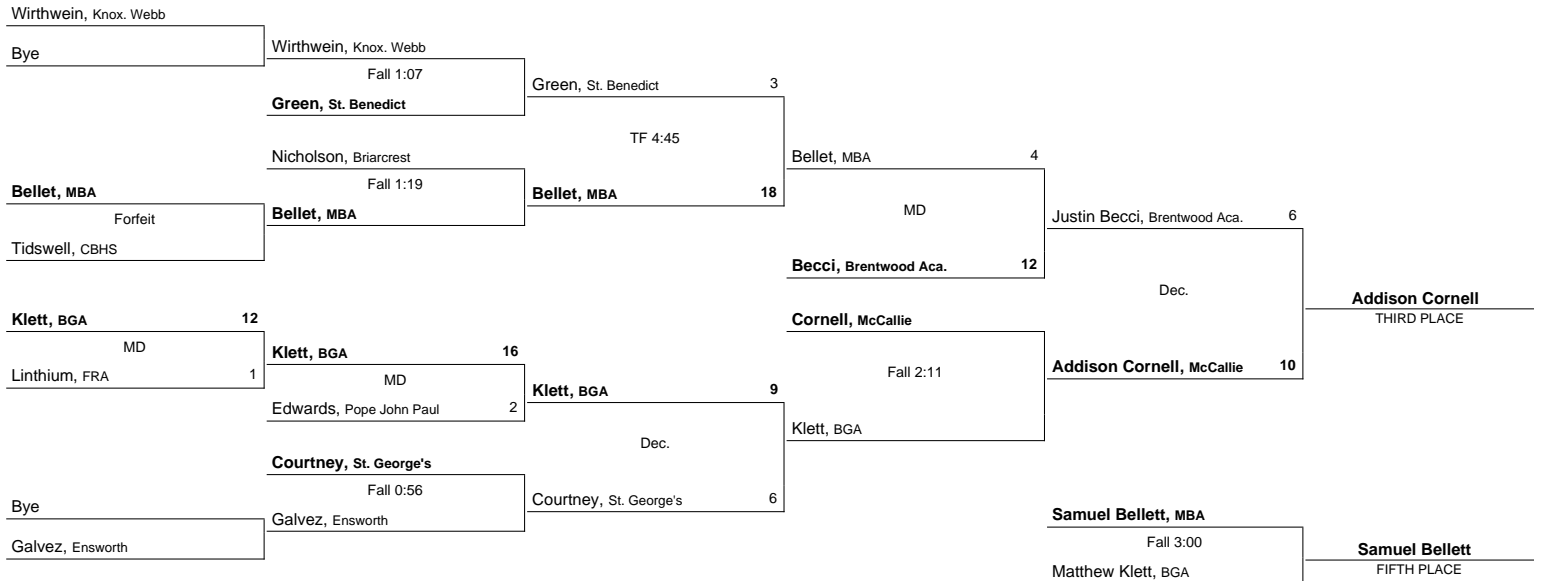 Wirthwein, Knox. Webb
Bye
Wirthwein, Knox. Webb
Fall 1:07
Green, St. Benedict
Green, St. Benedict 3
TF 4:45
Nicholson, Briarcrest
Fall 1:19
Bellet, MBA
Bellet, MBA
Forfeit
Tidswell, CBHS
Bellet, MBA 18
Bellet, MBA 4
MD
Becci, Brentwood Aca. 12
Justin Becci, Brentwood Aca. 6
Dec.
Addison Cornell
THIRD PLACE
Klett, BGA 12
MD
Linthium, FRA 1
Klett, BGA 16
MD
Edwards, Pope John Paul 2
Klett, BGA 9
Dec.
Courtney, St. George's
Fall 0:56
Galvez, Ensworth
Bye
Galvez, Ensworth
Courtney, St. George's 6
Cornell, McCallie
Fall 2:11
Klett, BGA
Addison Cornell, McCallie 10
Samuel Bellett, MBA
Fall 3:00
Matthew Klett, BGA
Samuel Bellett
FIFTH PLACE